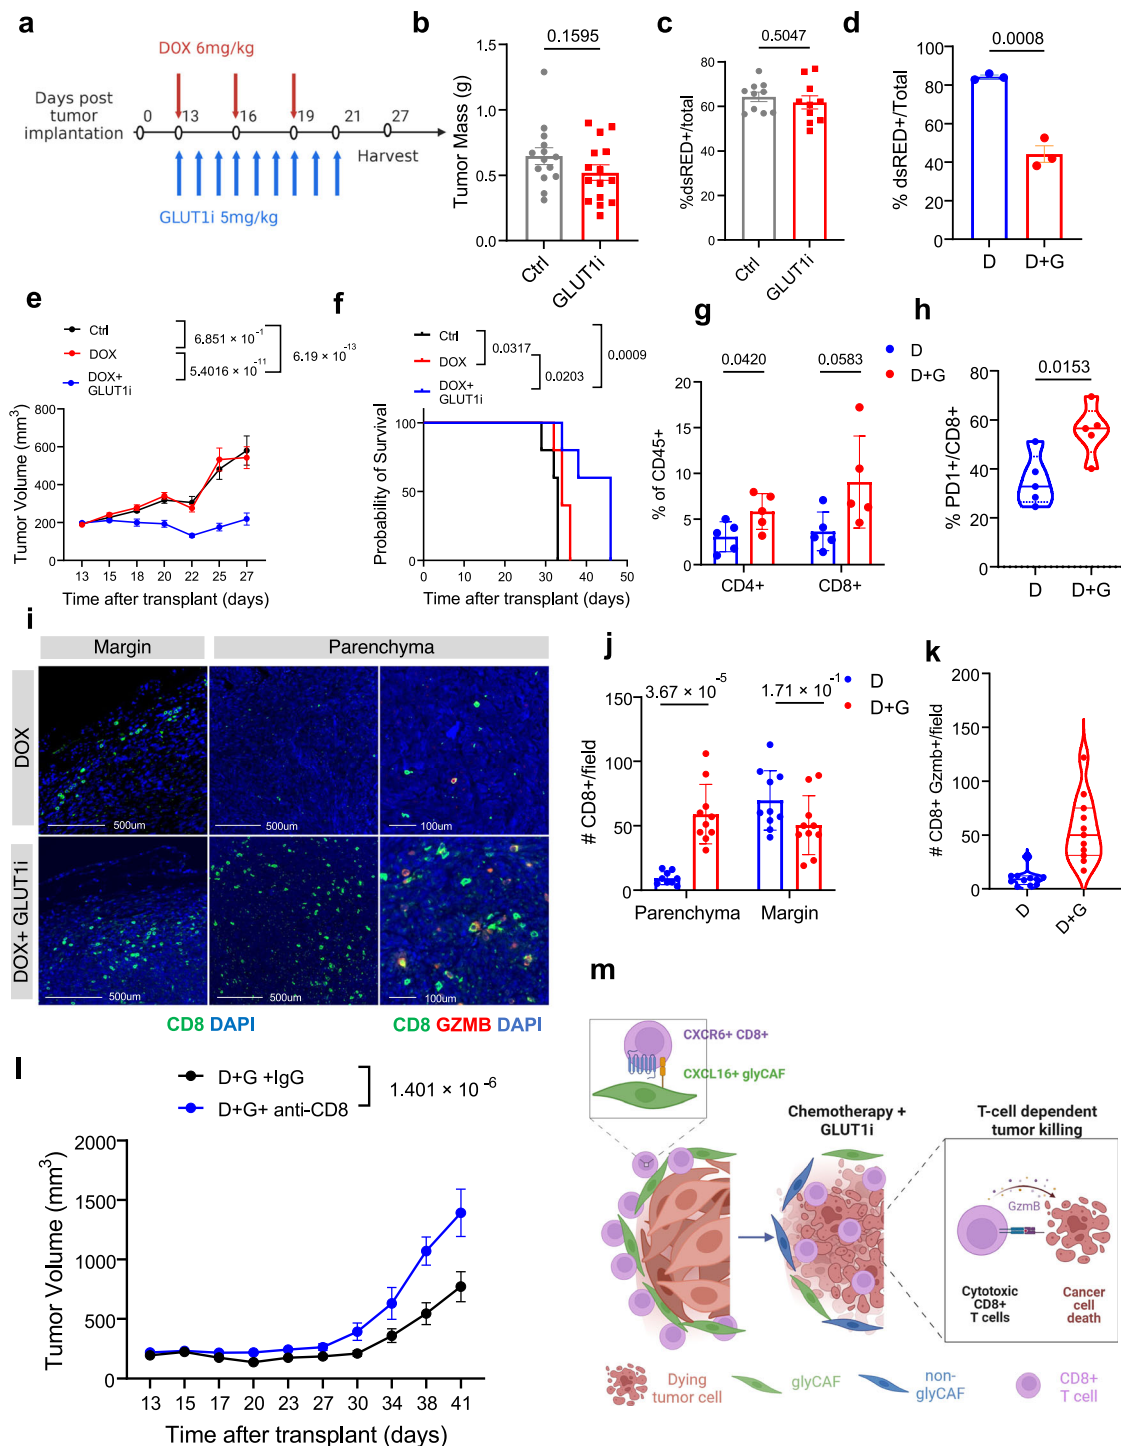 a
DOX 6mg/kg
Days post
tumor
implantation
0 13 16 19 21 27
Harvest
GLUT1i 5mg/kg
b
0.1595
Tumor Mass (g)
1.5
1.0
0.5
0.0
Ctrl
GLUT1i
c
0.5047
%dsRED+/total
80
60
40
20
0
Ctrl
GLUT1i
d
0.0008
% dsRED+/Total
100
80
60
40
20
0
D
D+G
e
Ctrl
DOX
DOX+
GLUT1i
6.851 × 10⁻¹
5.4016 × 10⁻¹¹
6.19 × 10⁻¹³
Tumor Volume (mm³)
800
600
400
200
0
13 15 18 20 22 25 27
Time after transplant (days)
f
Ctrl
DOX
DOX+
GLUT1i
0.0317
0.0203
0.0009
Probability of Survival
100
50
0
0 10 20 30 40 50
Time after transplant (days)
g
D
D+G
0.0420
0.0583
% of CD45+
20
15
10
5
0
CD4+
CD8+
h
0.0153
% PD1+/CD8+
80
60
40
20
0
D
D+G
i
Margin
Parenchyma
DOX
500um
500um
100um
DOX+ GLUT1i
500um
500um
100um
CD8 DAPI
CD8 GZMB DAPI
j
3.67 × 10⁻⁵
1.71 × 10⁻¹
D
D+G
# CD8+/field
150
100
50
0
Parenchyma
Margin
k
# CD8+ Gzmb+/field
200
150
100
50
0
D
D+G
l
D+G +IgG
D+G+ anti-CD8
1.401 × 10⁻⁶
Tumor Volume (mm³)
2000
1500
1000
500
0
13 15 17 20 23 27 30 34 38 41
Time after transplant (days)
m
CXCR6+ CD8+
CXCL16+ glyCAF
Chemotherapy +
GLUT1i
T-cell dependent
tumor killing
GzmB
Cytotoxic
CD8+
T cells
Cancer
cell
death
Dying
tumor cell
glyCAF
non-
glyCAF
CD8+
T cell